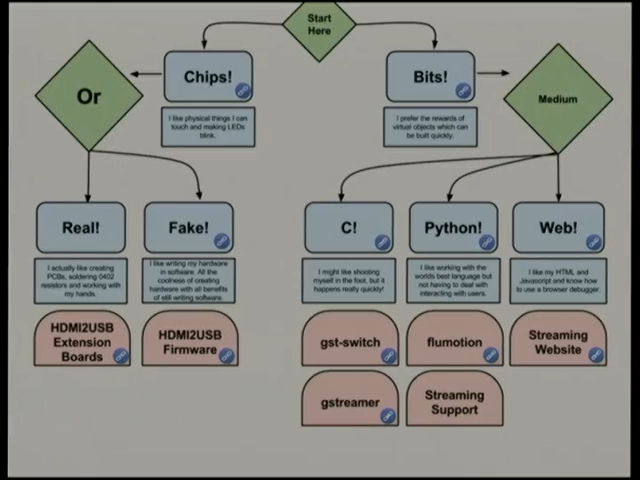 Start
Here
Chips!
Bits!
Or
Medium
I like physical things I can
touch and making LEDs
blink.
I prefer the rewards of
virtual objects which can
be built quickly.
Real!
Fake!
C!
Python!
Web!
I actually like creating
PCBs, soldering 0402
resistors and working with
my hands.
I like writing my hardware
in software. All the
coolness of creating
hardware with all benefits
of still writing software.
I might like shooting
myself in the foot, but it
happens really quickly!
I like working with the
worlds best language but
not having to deal with
interacting with users.
I like my HTML and
Javascript and know how
to use a browser debugger.
HDMI2USB
Extension
Boards
HDMI2USB
Firmware
gst-switch
flumotion
Streaming
Website
gstreamer
Streaming
Support